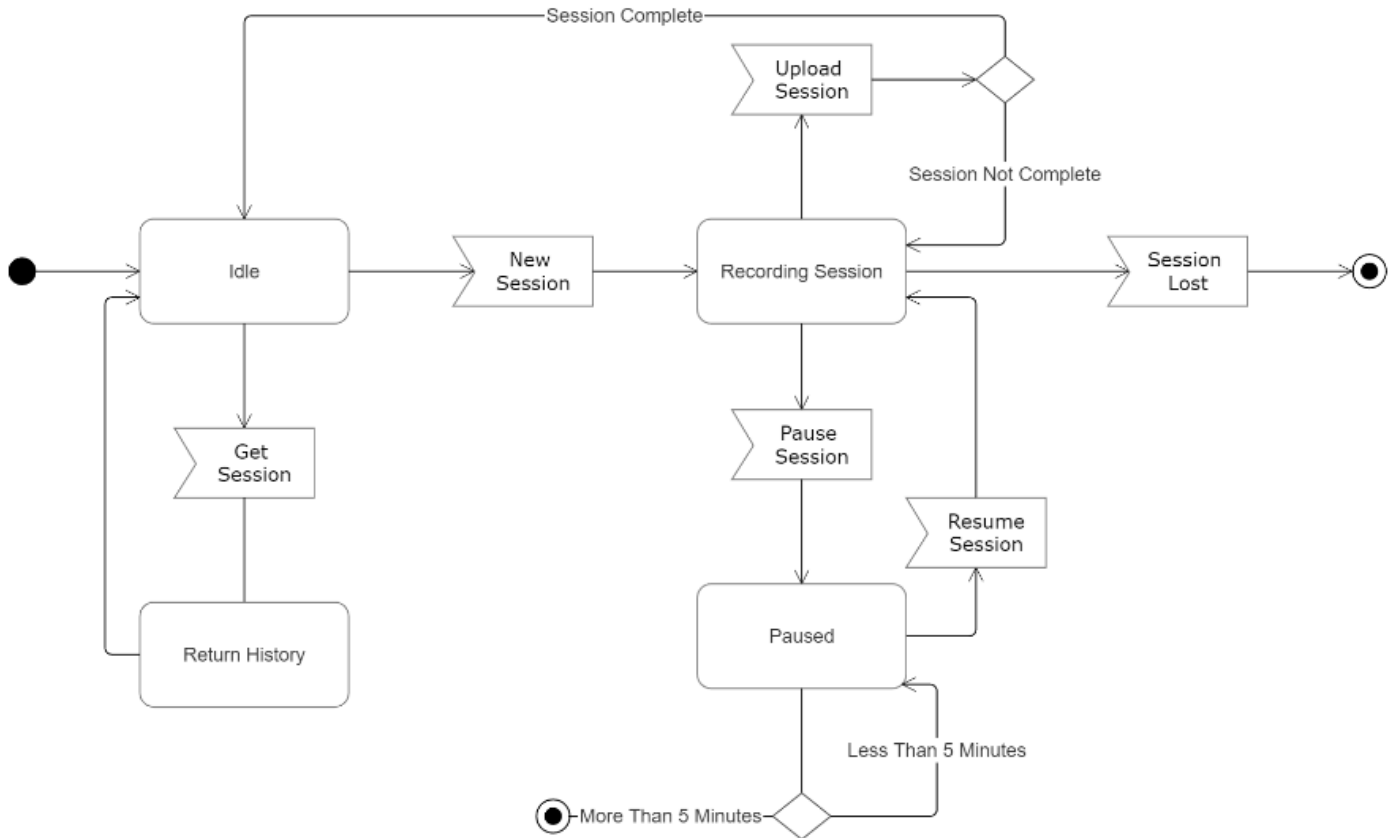 Session Complete
Upload
Session
Session Not Complete
Idle
New
Session
Recording Session
Session
Lost
Get
Session
Pause
Session
Resume
Session
Return History
Paused
Less Than 5 Minutes
More Than 5 Minutes